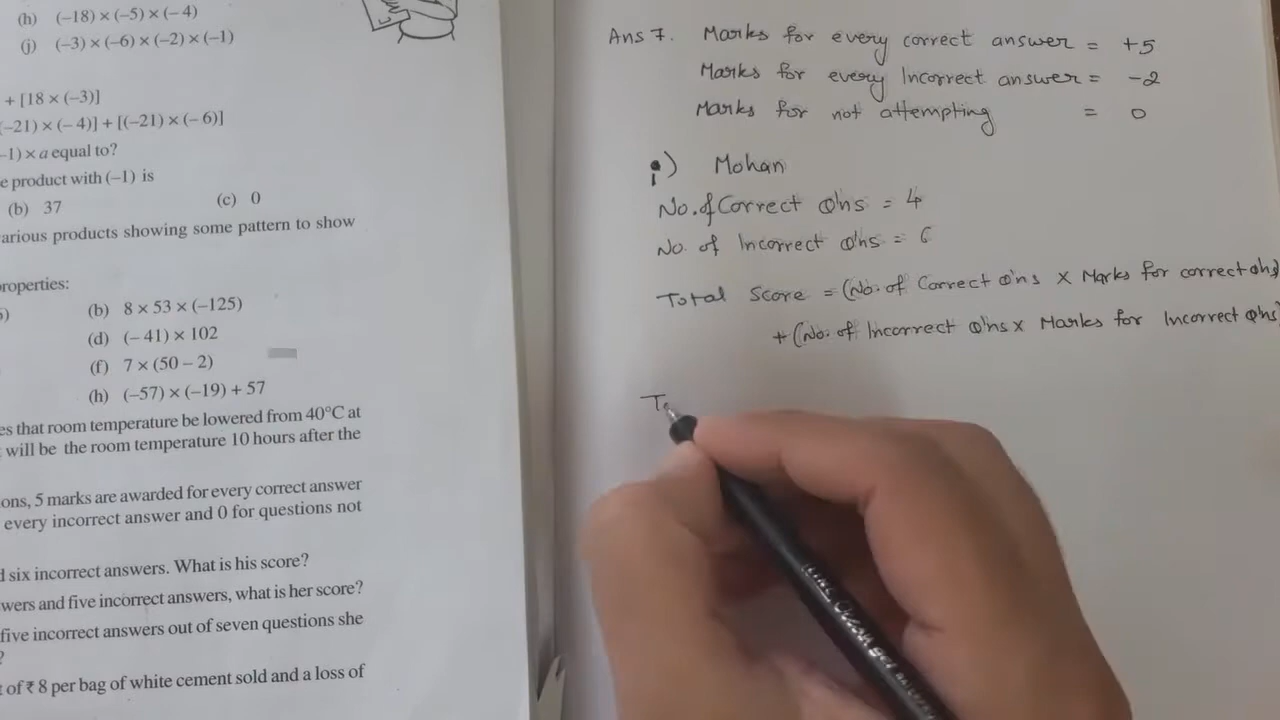 (h) (−18) × (−5) × (− 4)
(j) (−3) × (−6) × (−2) × (−1)
+ [18 × (−3)]
(−21) × (− 4)] + [(−21) × (− 6)]
−1) × a equal to?
e product with (−1) is
(b) 37 (c) 0
arious products showing some pattern to show
roperties:
(b) 8 × 53 × (−125)
(d) (− 41) × 102
(f) 7 × (50 − 2)
(h) (−57) × (−19) + 57
es that room temperature be lowered from 40°C at
will be the room temperature 10 hours after the
ons, 5 marks are awarded for every correct answer
every incorrect answer and 0 for questions not
d six incorrect answers. What is his score?
wers and five incorrect answers, what is her score?
five incorrect answers out of seven questions she
?
of ₹ 8 per bag of white cement sold and a loss of
Ans 7. Marks for every correct answer = +5
Marks for every Incorrect answer = −2
Marks for not attempting = 0
i) Mohan
No. of Correct Q'ns = 4
No. of Incorrect Q'ns = 6
Total Score = (No. of Correct Q'ns × Marks for correct Qns)
+ (No. of Incorrect Q'ns × Marks for Incorrect Qns)
To